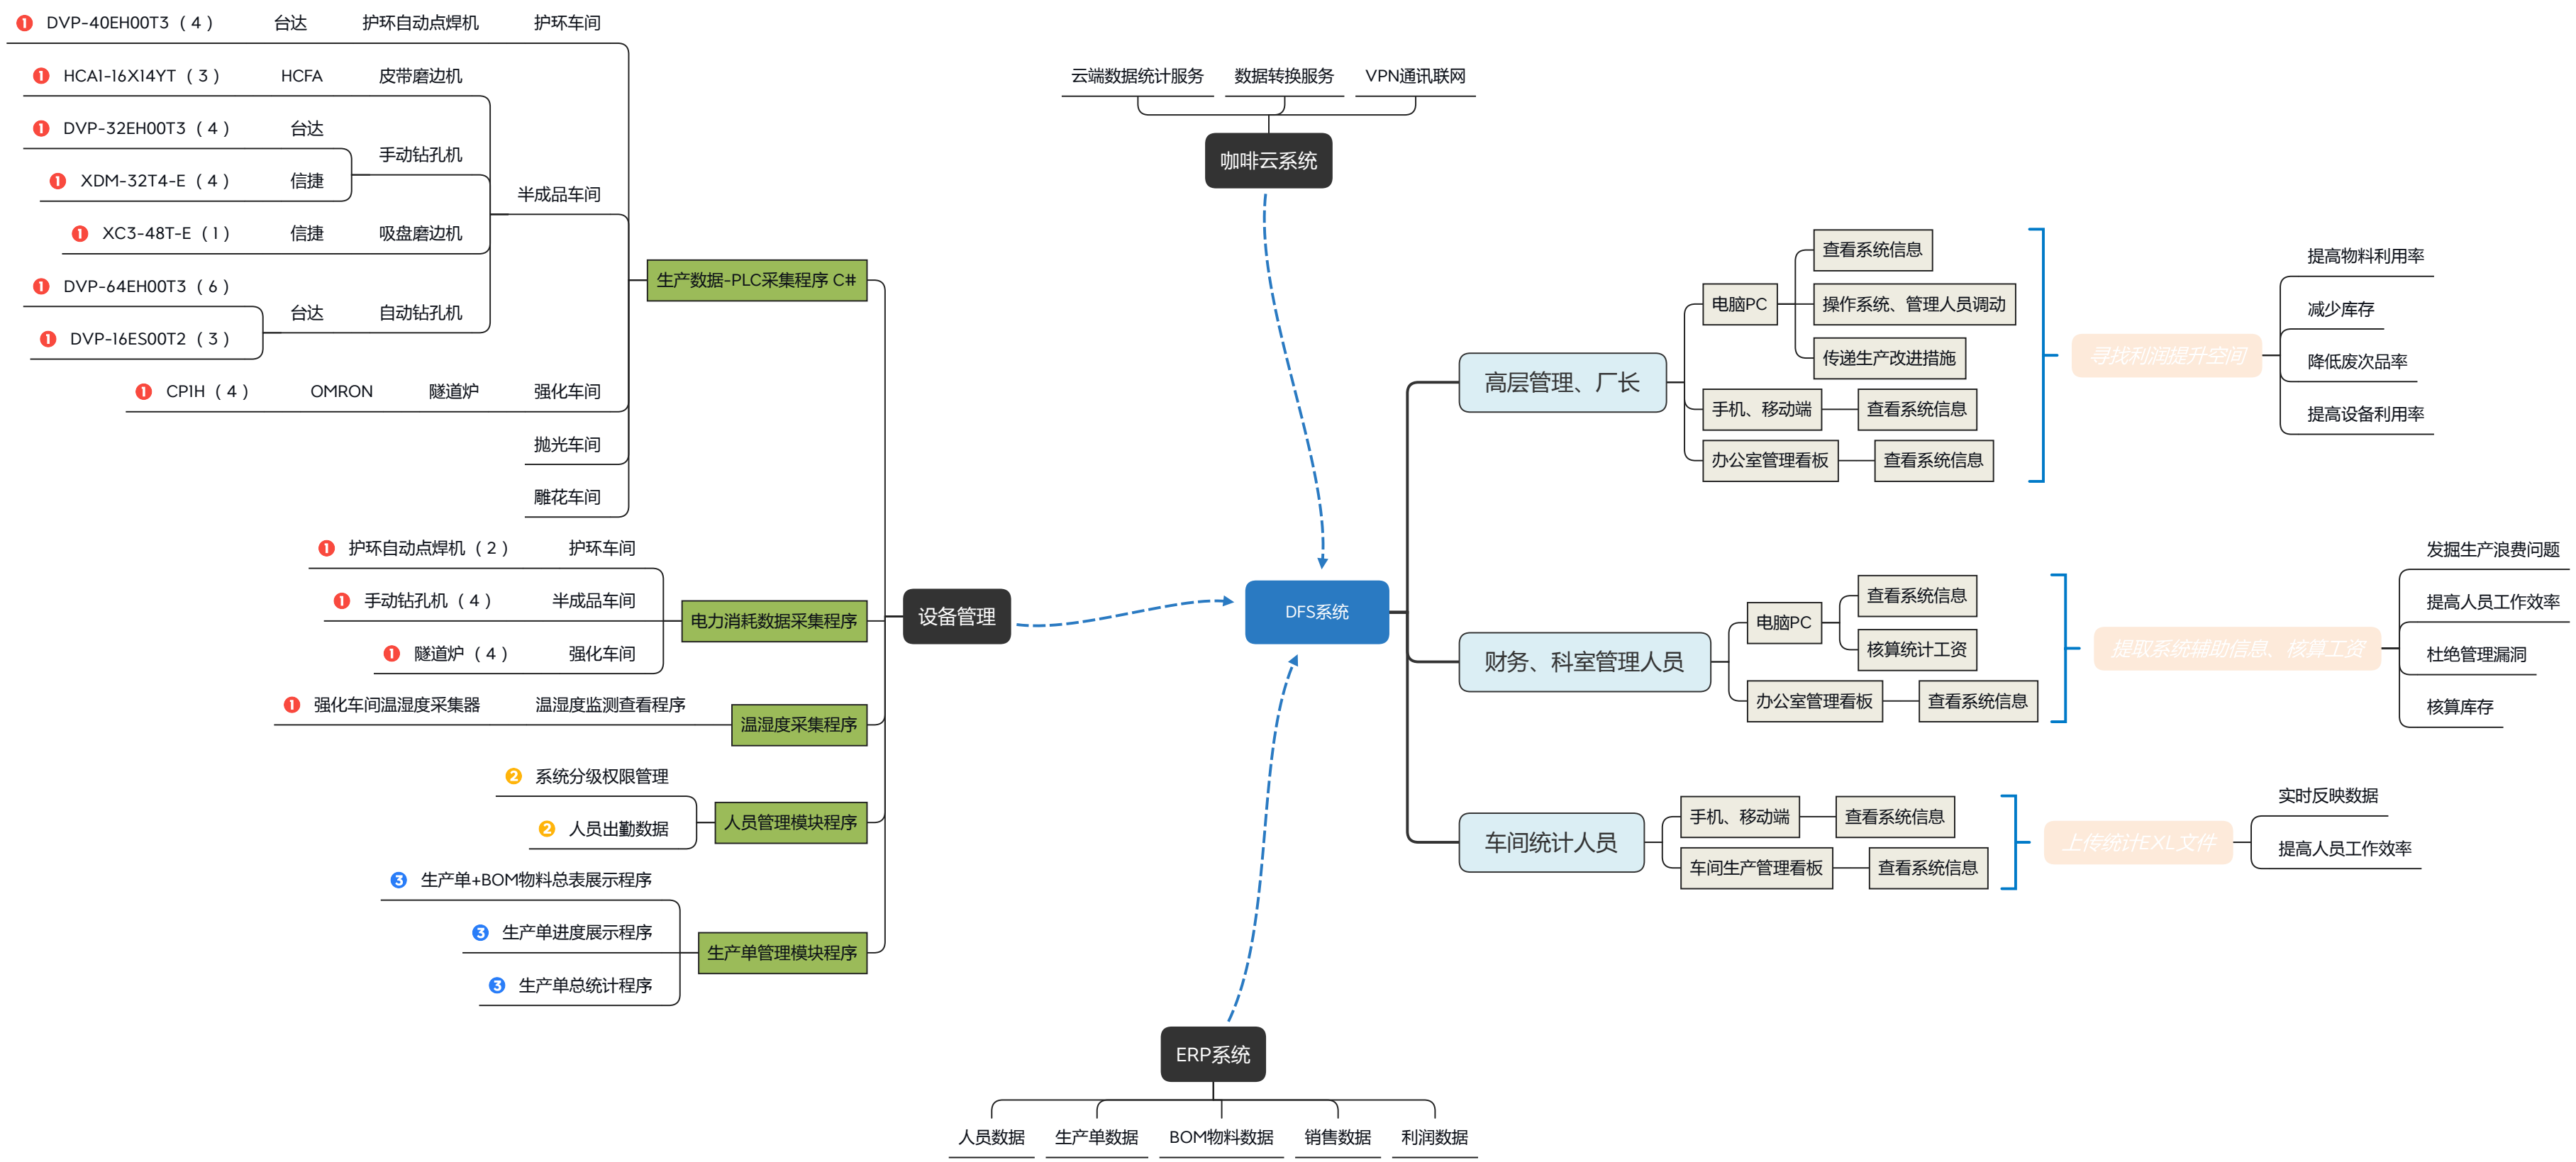 DVP-40EH00T3（4） 台达 护环自动点焊机 护环车间
HCA1-16X14YT（3） HCFA 皮带磨边机
DVP-32EH00T3（4） 台达
手动钻孔机
XDM-32T4-E（4） 信捷
半成品车间
XC3-48T-E（1） 信捷 吸盘磨边机
DVP-64EH00T3（6）
台达 自动钻孔机
DVP-16ES00T2（3）
CP1H（4） OMRON 隧道炉 强化车间
抛光车间
雕花车间
生产数据-PLC采集程序 C#
护环自动点焊机（2） 护环车间
手动钻孔机（4） 半成品车间
隧道炉（4） 强化车间
电力消耗数据采集程序
强化车间温湿度采集器 温湿度监测查看程序
温湿度采集程序
系统分级权限管理
人员出勤数据
人员管理模块程序
生产单+BOM物料总表展示程序
生产单进度展示程序
生产单总统计程序
生产单管理模块程序
设备管理
云端数据统计服务 数据转换服务 VPN通讯联网
咖啡云系统
DFS系统
ERP系统
人员数据 生产单数据 BOM物料数据 销售数据 利润数据
高层管理、厂长
电脑PC
查看系统信息
操作系统、管理人员调动
传递生产改进措施
手机、移动端 查看系统信息
办公室管理看板 查看系统信息
寻找利润提升空间
提高物料利用率
减少库存
降低废次品率
提高设备利用率
财务、科室管理人员
电脑PC
查看系统信息
核算统计工资
办公室管理看板 查看系统信息
提取系统辅助信息、核算工资
发掘生产浪费问题
提高人员工作效率
杜绝管理漏洞
核算库存
车间统计人员
手机、移动端 查看系统信息
车间生产管理看板 查看系统信息
上传统计EXL文件
实时反映数据
提高人员工作效率